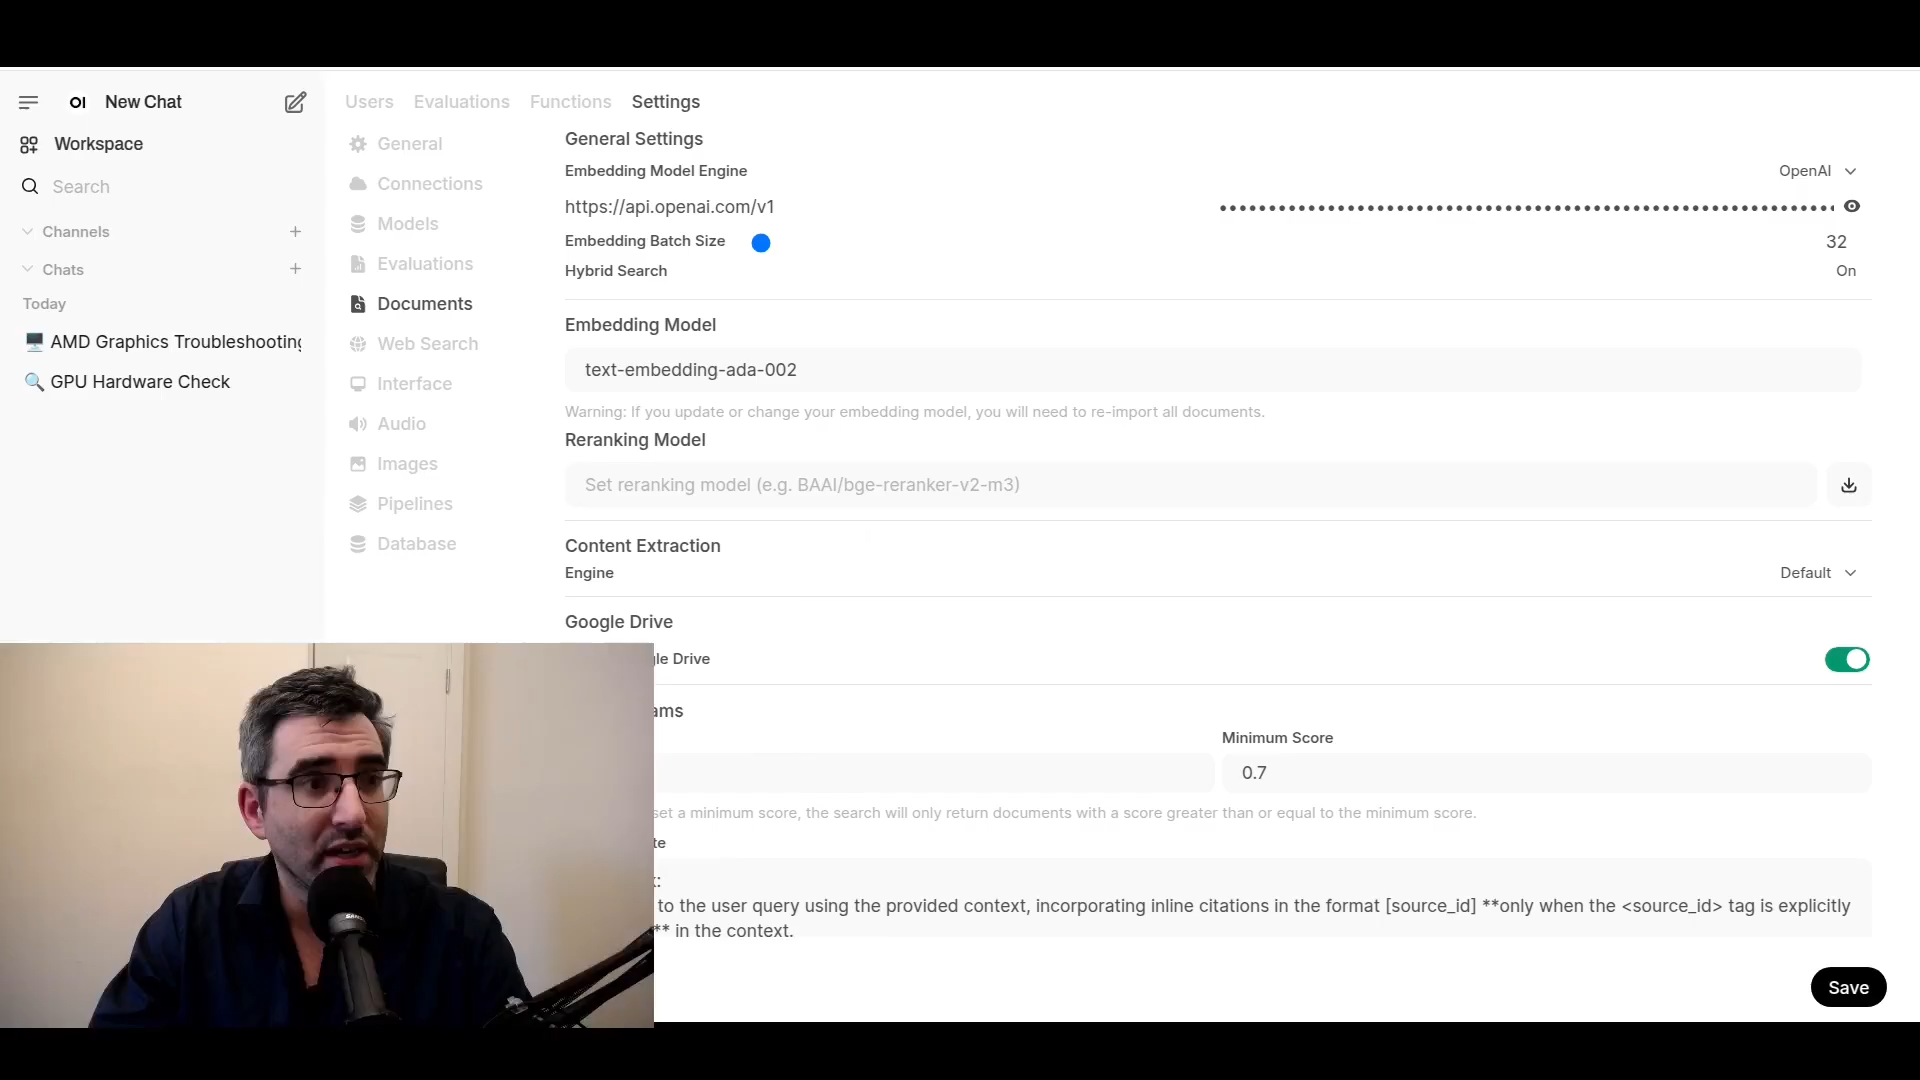 OI New Chat
Workspace
Search
Channels
Chats
Today
AMD Graphics Troubleshooting
GPU Hardware Check
Users Evaluations Functions Settings
General
Connections
Models
Evaluations
Documents
Web Search
Interface
Audio
Images
Pipelines
Database
General Settings
Embedding Model Engine OpenAI
https://api.openai.com/v1
Embedding Batch Size 32
Hybrid Search On
Embedding Model
text-embedding-ada-002
Warning: If you update or change your embedding model, you will need to re-import all documents.
Reranking Model
Set reranking model (e.g. BAAI/bge-reranker-v2-m3)
Content Extraction
Engine Default
Google Drive
gle Drive
ams
Minimum Score
0.7
set a minimum score, the search will only return documents with a score greater than or equal to the minimum score.
te
k:
to the user query using the provided context, incorporating inline citations in the format [source_id] **only when the <source_id> tag is explicitly
** in the context.
Save